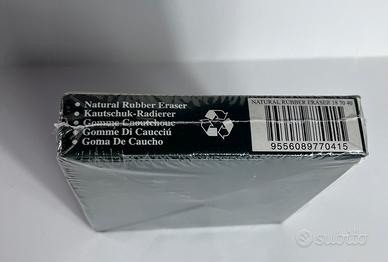 • Natural Rubber Eraser
• Kautschuk-Radierer
• Gomme Caoutchouc
• Gomme Di Caucciú
• Goma De Caucho
NATURAL RUBBER ERASER 18 70 40
9556089770415
subito